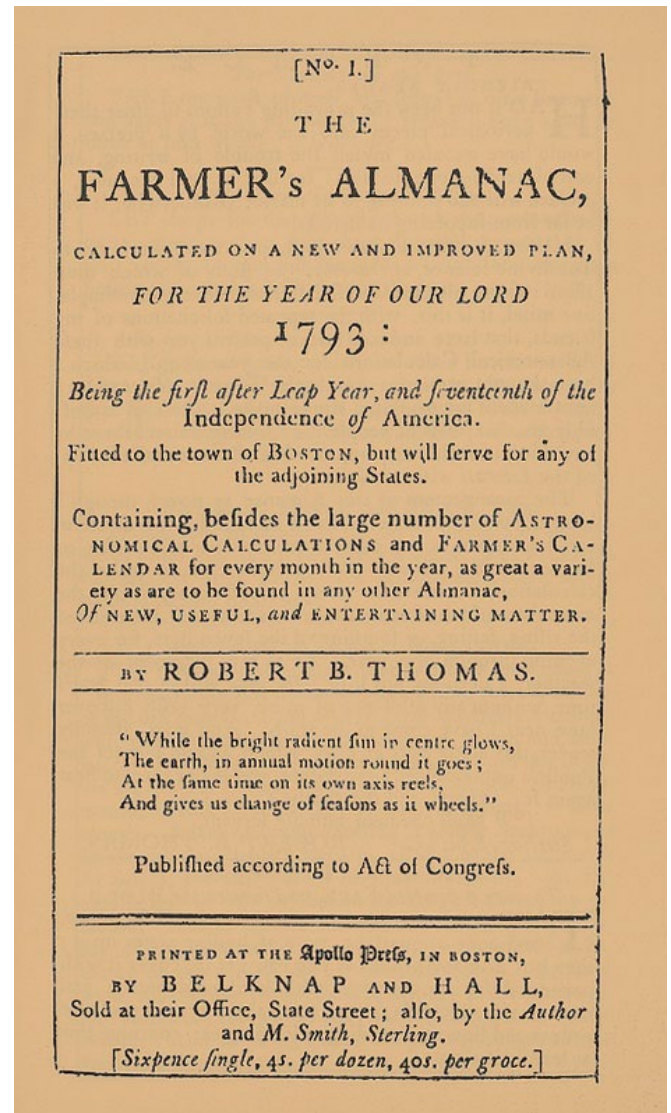 [Nº. I.]
THE
FARMER's ALMANAC,
CALCULATED ON A NEW AND IMPROVED PLAN,
FOR THE YEAR OF OUR LORD
1793:
Being the firſt after Leap Year, and ſeventeenth of the
Independence of America.
Fitted to the town of BOSTON, but will ſerve for any of
the adjoining States.
Containing, beſides the large number of ASTRO-
NOMICAL CALCULATIONS and FARMER'S CA-
LENDAR for every month in the year, as great a vari-
ety as are to be found in any other Almanac,
Of NEW, USEFUL, and ENTERTAINING MATTER.
BY ROBERT B. THOMAS.
“While the bright radient ſun in centre glows,
The earth, in annual motion round it goes;
At the ſame time on its own axis reels,
And gives us change of ſeaſons as it wheels.”
Publiſhed according to Act of Congreſs.
PRINTED AT THE Apollo Preſs, IN BOSTON,
BY BELKNAP AND HALL,
Sold at their Office, State Street; alſo, by the Author
and M. Smith, Sterling.
[Sixpence ſingle, 4s. per dozen, 40s. per groce.]